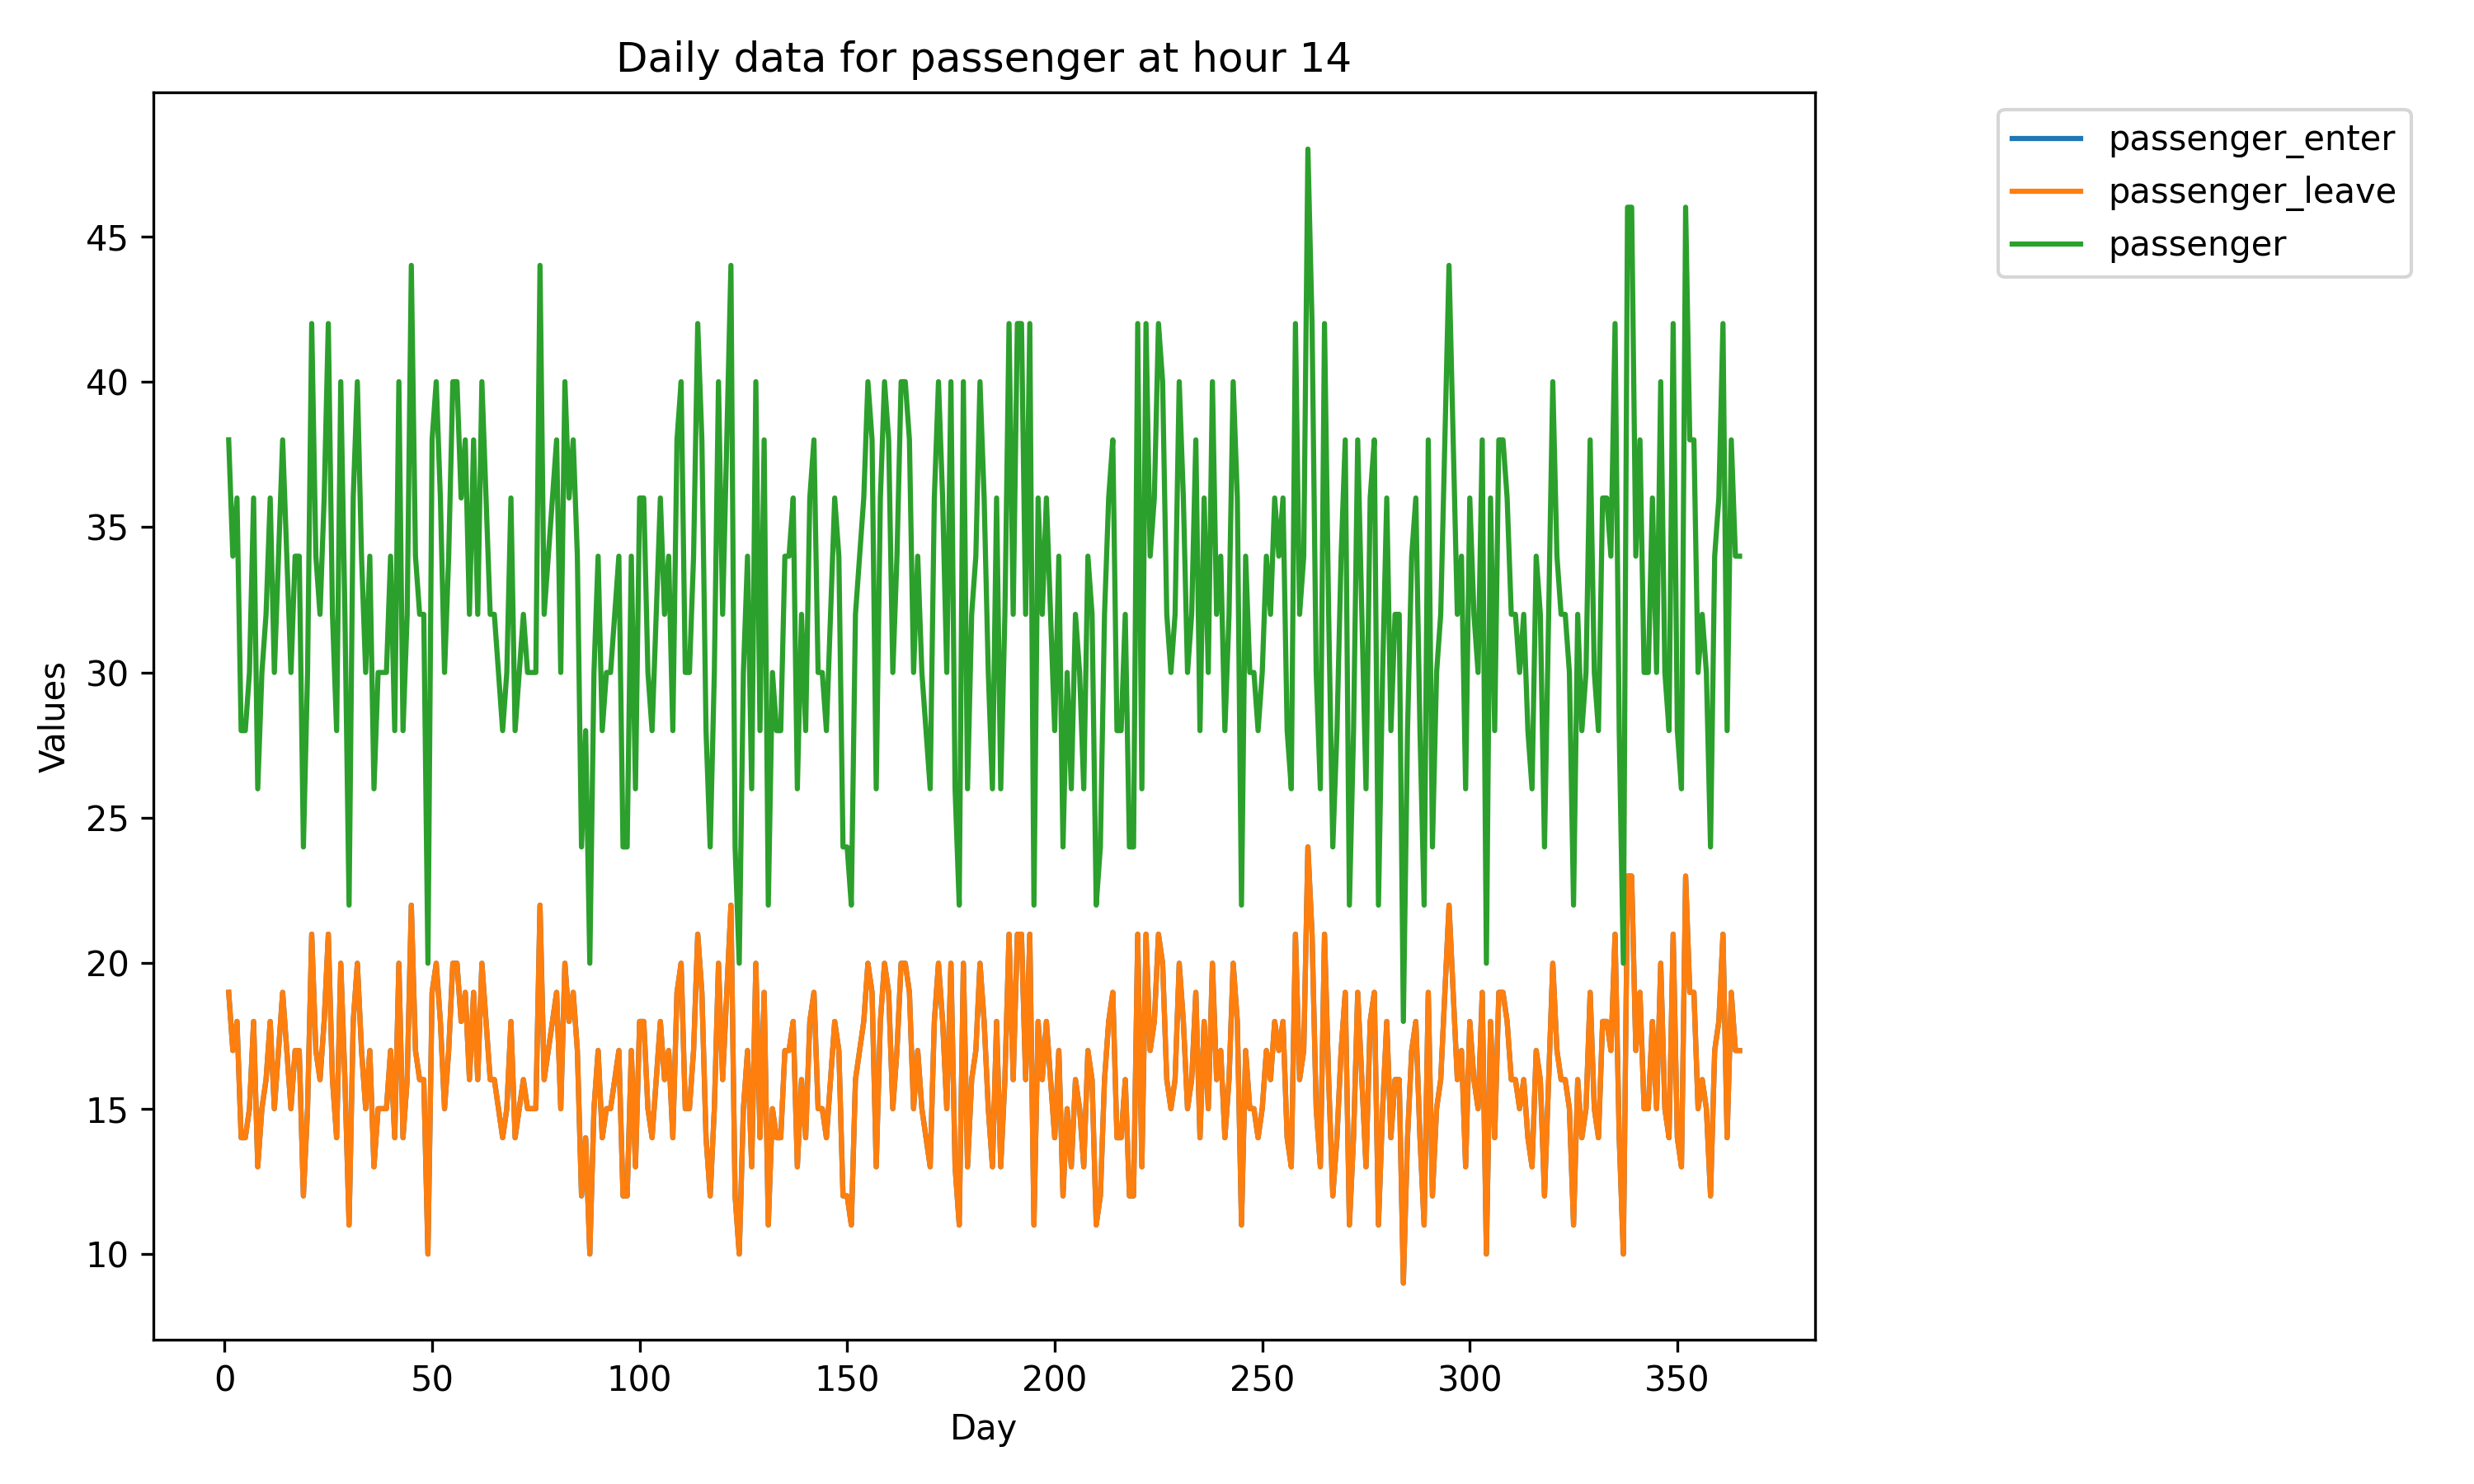 Daily data for passenger at hour 14
passenger_enter
passenger_leave
passenger
Values
45
40
35
30
25
20
15
10
0 50 100 150 200 250 300 350
Day